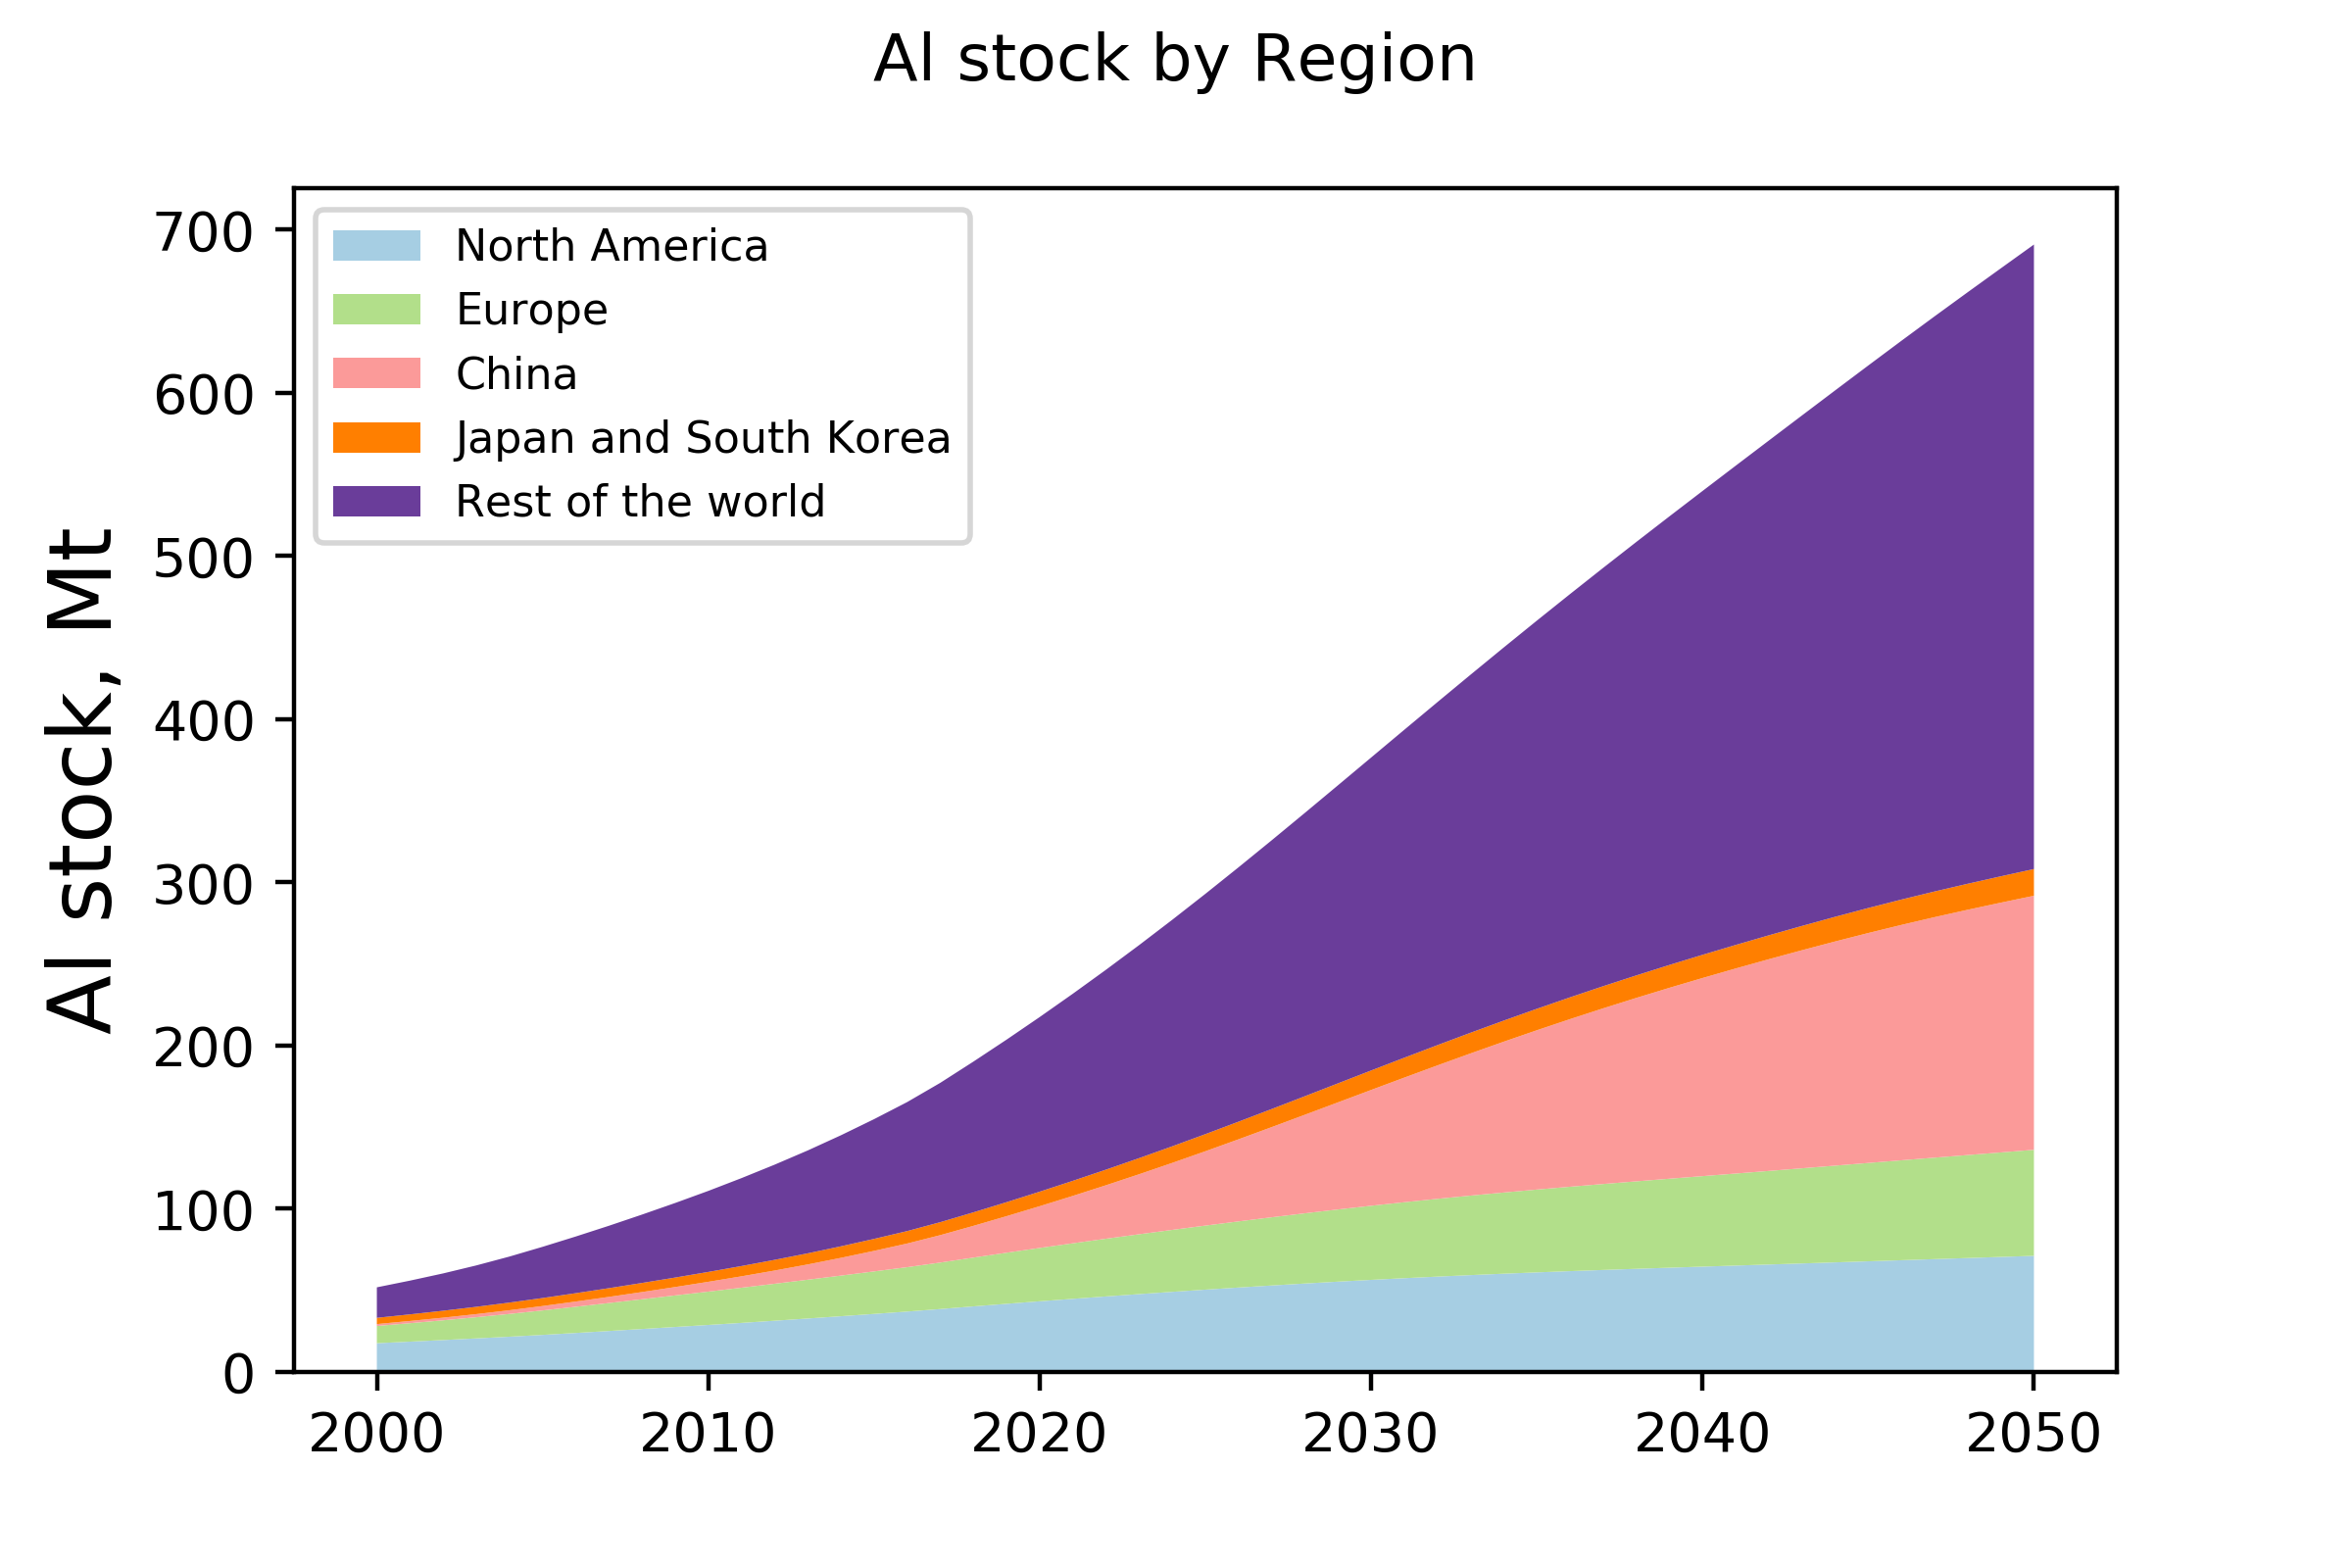 Al stock by Region
Al stock, Mt
700
600
500
400
300
200
100
0
North America
Europe
China
Japan and South Korea
Rest of the world
2000 2010 2020 2030 2040 2050